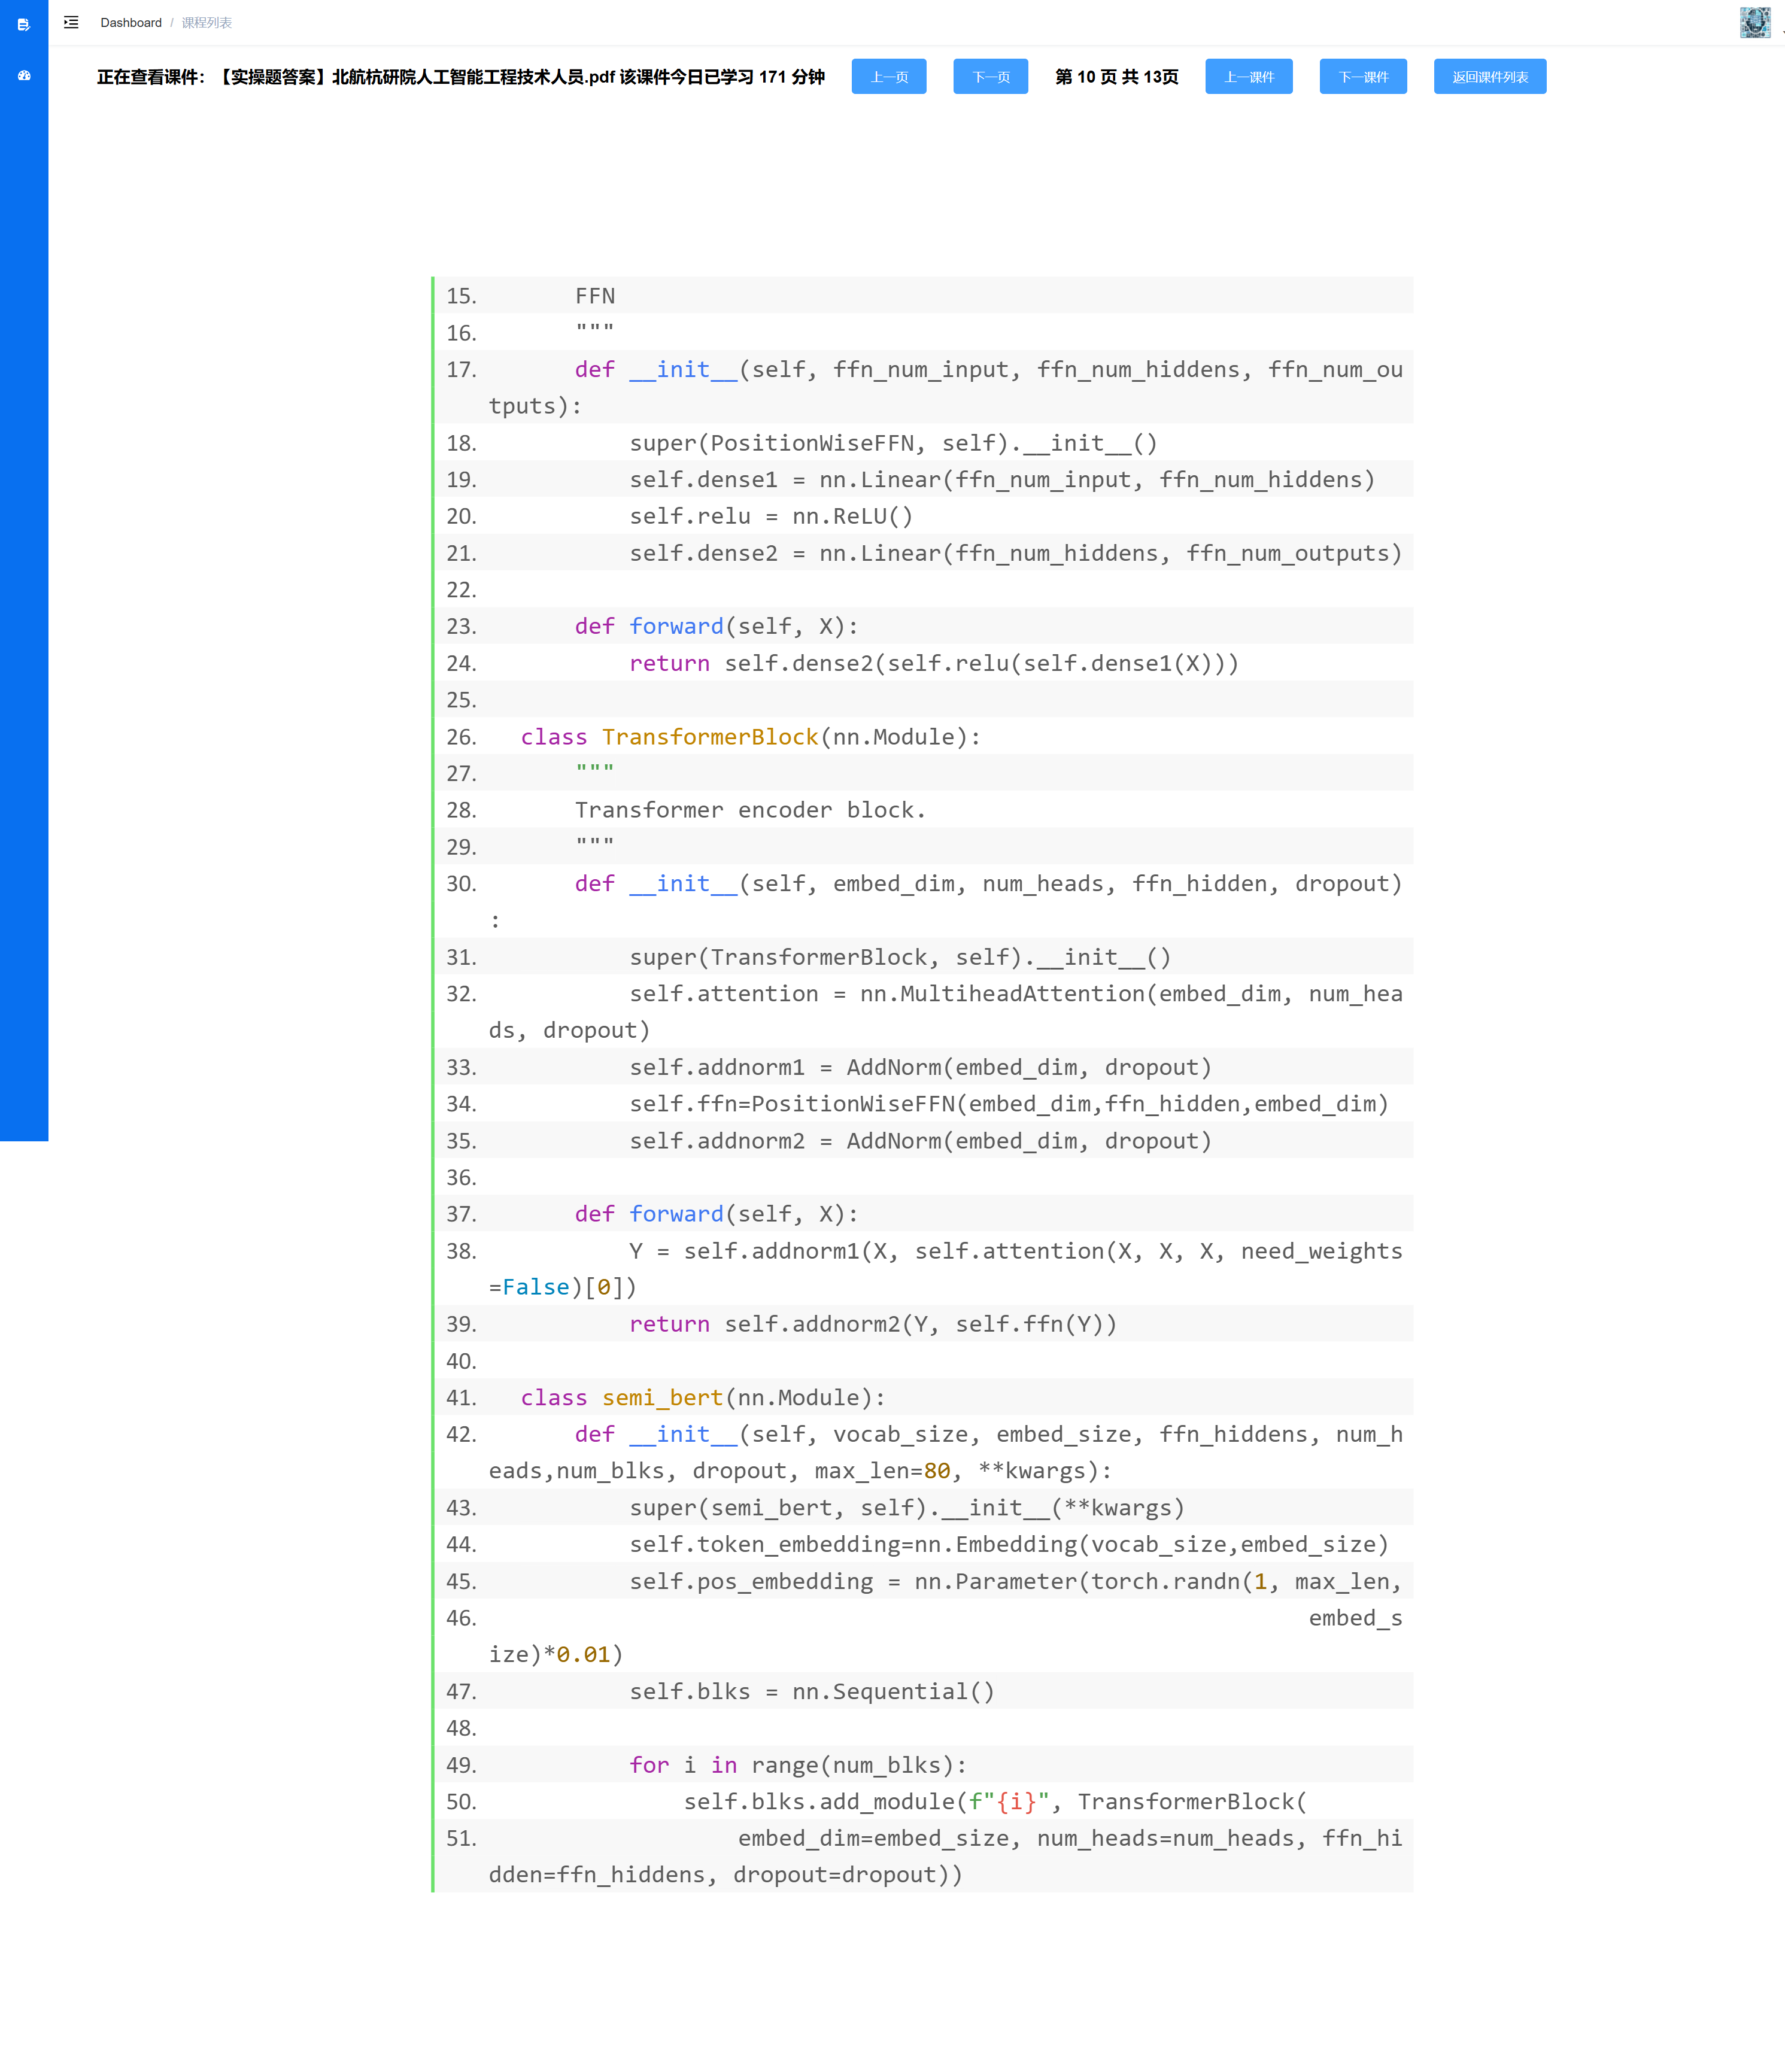 Dashboard / 课程列表
正在查看课件：【实操题答案】北航杭研院人工智能工程技术人员.pdf 该课件今日已学习 171 分钟 上一页 下一页 第 10 页 共 13页 上一课件 下一课件 返回课件列表
15. FFN
16. """
17. def __init__(self, ffn_num_input, ffn_num_hiddens, ffn_num_ou
tputs):
18. super(PositionWiseFFN, self).__init__()
19. self.dense1 = nn.Linear(ffn_num_input, ffn_num_hiddens)
20. self.relu = nn.ReLU()
21. self.dense2 = nn.Linear(ffn_num_hiddens, ffn_num_outputs)
22.
23. def forward(self, X):
24. return self.dense2(self.relu(self.dense1(X)))
25.
26. class TransformerBlock(nn.Module):
27. """
28. Transformer encoder block.
29. """
30. def __init__(self, embed_dim, num_heads, ffn_hidden, dropout)
:
31. super(TransformerBlock, self).__init__()
32. self.attention = nn.MultiheadAttention(embed_dim, num_hea
ds, dropout)
33. self.addnorm1 = AddNorm(embed_dim, dropout)
34. self.ffn=PositionWiseFFN(embed_dim,ffn_hidden,embed_dim)
35. self.addnorm2 = AddNorm(embed_dim, dropout)
36.
37. def forward(self, X):
38. Y = self.addnorm1(X, self.attention(X, X, X, need_weights
=False)[0])
39. return self.addnorm2(Y, self.ffn(Y))
40.
41. class semi_bert(nn.Module):
42. def __init__(self, vocab_size, embed_size, ffn_hiddens, num_h
eads,num_blks, dropout, max_len=80, **kwargs):
43. super(semi_bert, self).__init__(**kwargs)
44. self.token_embedding=nn.Embedding(vocab_size,embed_size)
45. self.pos_embedding = nn.Parameter(torch.randn(1, max_len,
46. embed_s
ize)*0.01)
47. self.blks = nn.Sequential()
48.
49. for i in range(num_blks):
50. self.blks.add_module(f"{i}", TransformerBlock(
51. embed_dim=embed_size, num_heads=num_heads, ffn_hi
dden=ffn_hiddens, dropout=dropout))